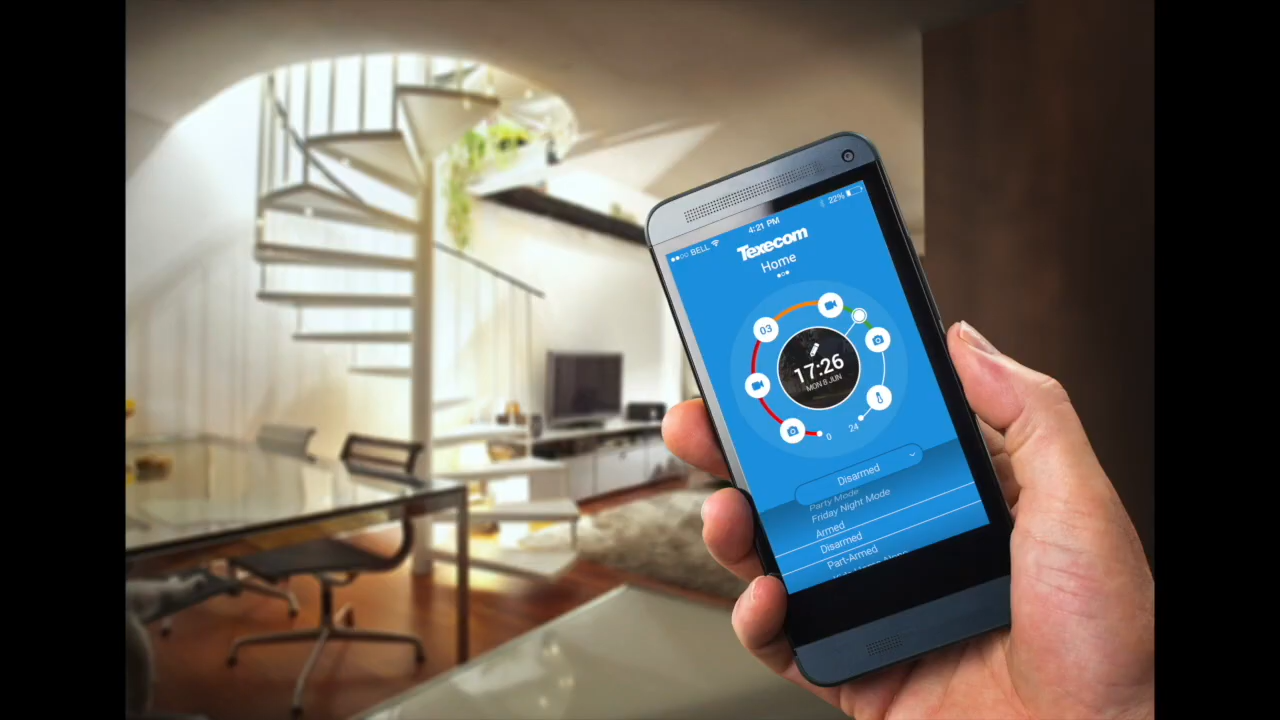 BELL 4:21 PM 22%
Texecom
Home
03
17:26
MON 8 JUN
0 24
Disarmed
Party Mode
Friday Night Mode
Armed
Disarmed
Part-Armed